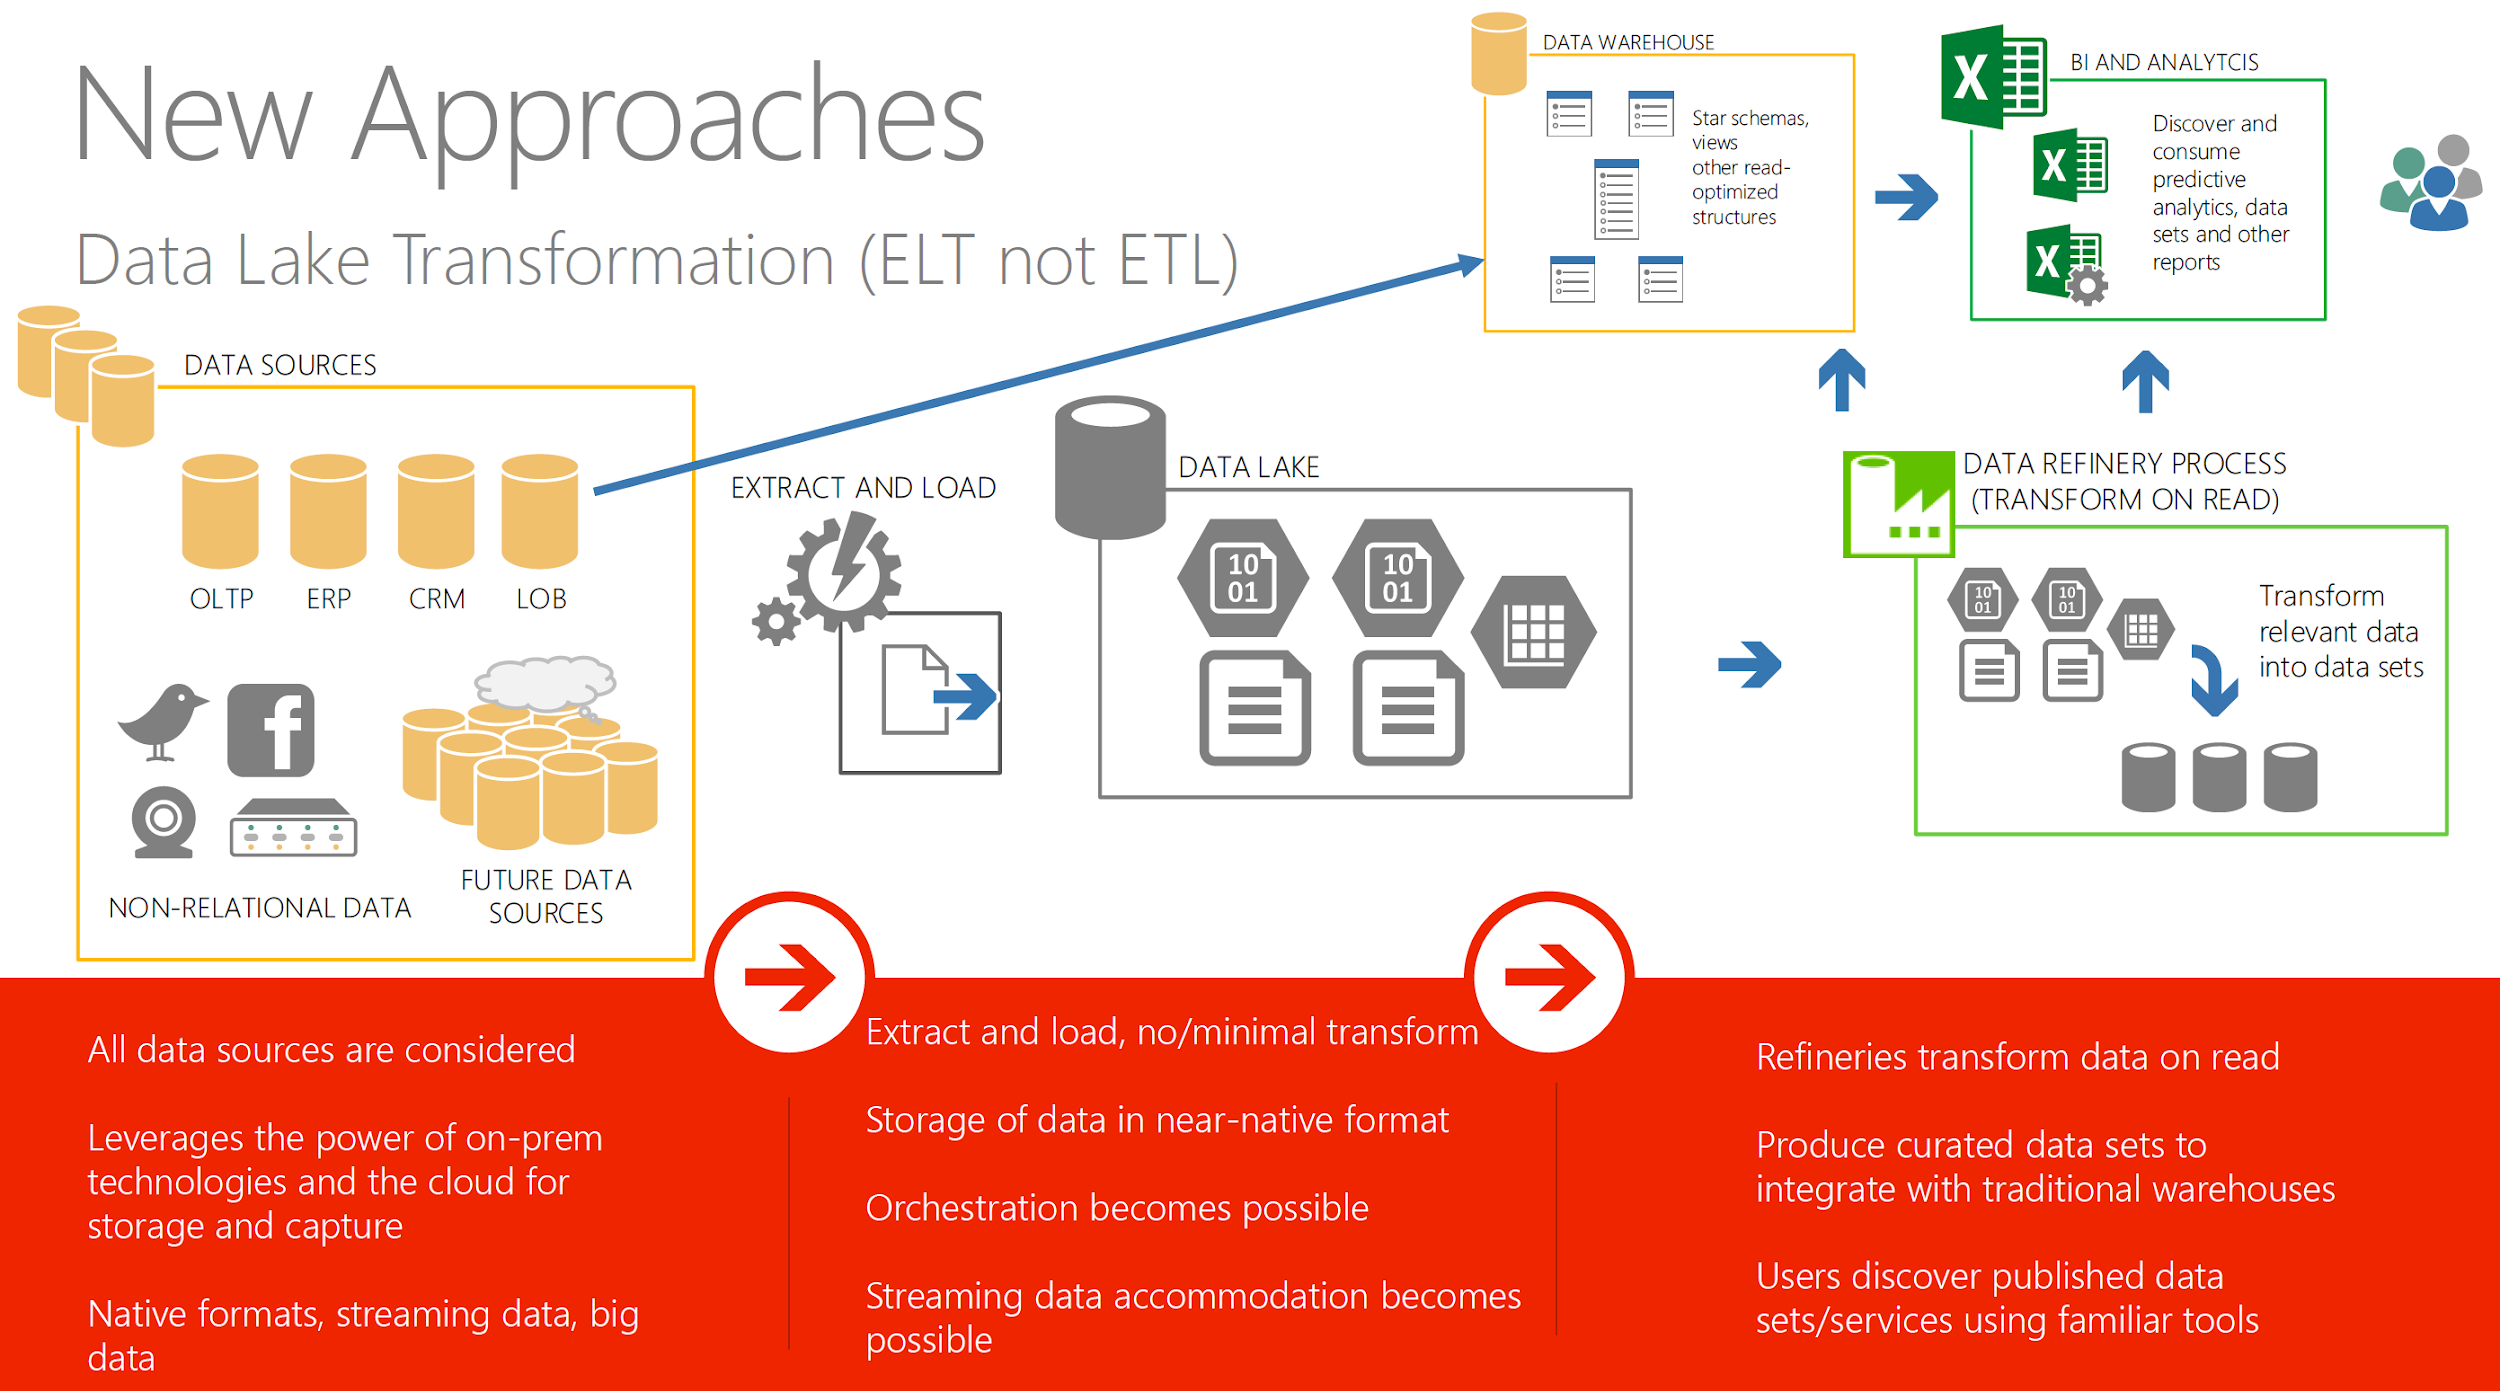 New Approaches
Data Lake Transformation (ELT not ETL)
DATA SOURCES
OLTP
ERP
CRM
LOB
NON-RELATIONAL DATA
FUTURE DATA
SOURCES
EXTRACT AND LOAD
DATA LAKE
10
01
10
01
DATA WAREHOUSE
Star schemas,
views
other read-
optimized
structures
BI AND ANALYTCIS
Discover and
consume
predictive
analytics, data
sets and other
reports
DATA REFINERY PROCESS
(TRANSFORM ON READ)
10
01
10
01
Transform
relevant data
into data sets
All data sources are considered
Leverages the power of on-prem
technologies and the cloud for
storage and capture
Native formats, streaming data, big
data
Extract and load, no/minimal transform
Storage of data in near-native format
Orchestration becomes possible
Streaming data accommodation becomes
possible
Refineries transform data on read
Produce curated data sets to
integrate with traditional warehouses
Users discover published data
sets/services using familiar tools